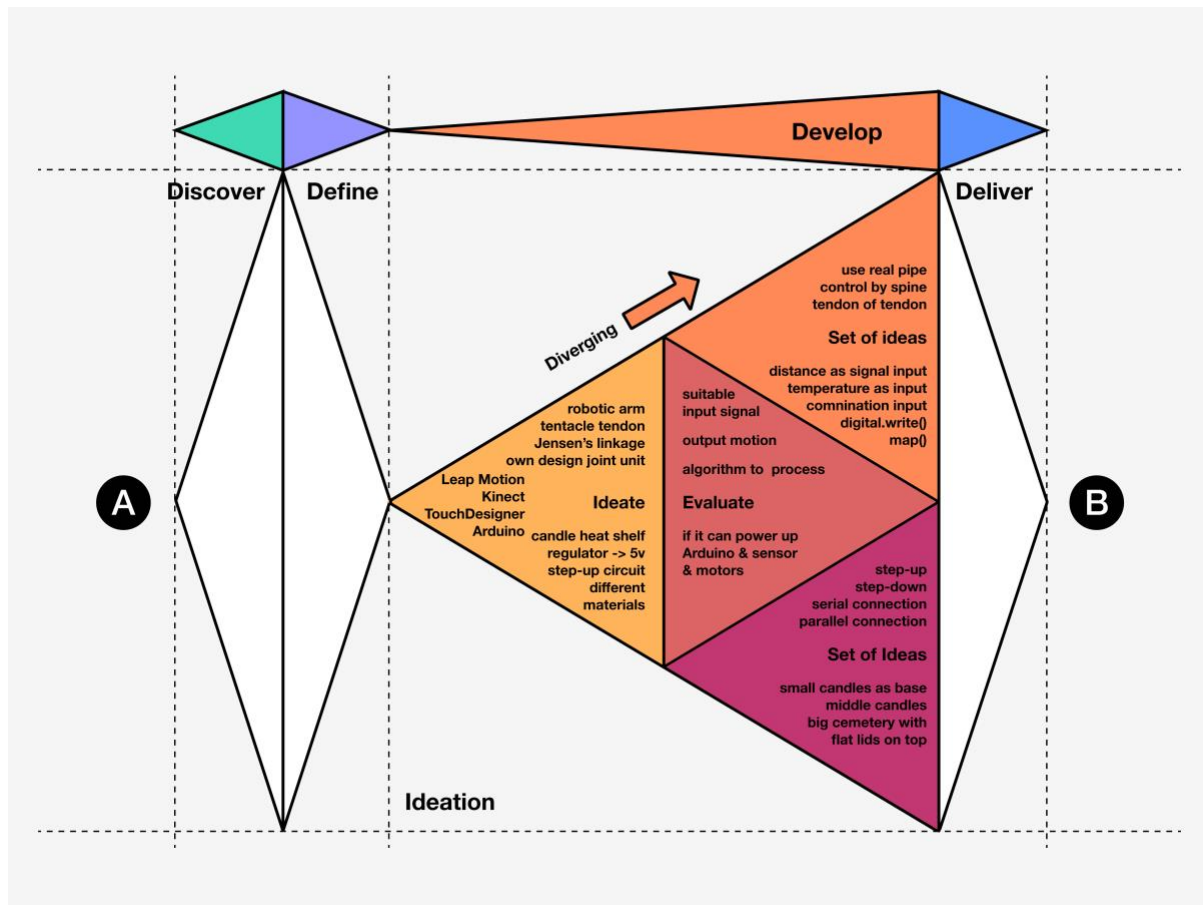 Develop
Discover
Define
Deliver
Diverging
use real pipe
control by spine
tendon of tendon
Set of ideas
distance as signal input
temperature as input
comnination input
digital.write()
map()
robotic arm
tentacle tendon
Jensen's linkage
own design joint unit
Leap Motion
Kinect
TouchDesigner
Arduino
Ideate
candle heat shelf
regulator -> 5v
step-up circuit
different
materials
suitable
input signal
output motion
algorithm to process
Evaluate
if it can power up
Arduino & sensor
& motors
A
B
step-up
step-down
serial connection
parallel connection
Set of Ideas
small candles as base
middle candles
big cemetery with
flat lids on top
Ideation